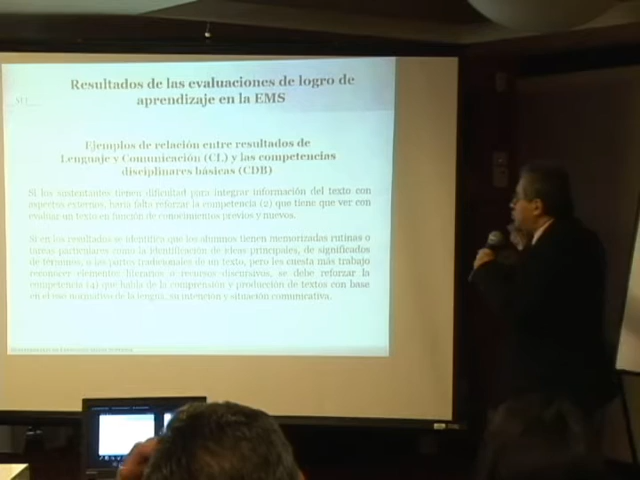 Resultados de las evaluaciones de logro de
aprendizaje en la EMS
Ejemplos de relación entre resultados de
Lenguaje y Comunicación (CL) y las competencias
disciplinares básicas (CDB)
Si los sustentantes tienen dificultad para integrar información del texto con
aspectos externos, haría falta reforzar la competencia (2) que tiene que ver con
evaluar un texto en función de conocimientos previos y nuevos.
Si en los resultados se identifica que los alumnos tienen memorizadas rutinas o
tareas particulares como la identificación de ideas principales, de significados
de términos, o las partes tradicionales de un texto, pero les cuesta más trabajo
reconocer elementos literarios o recursos discursivos, se debe reforzar la
competencia (4) que habla de la comprensión y producción de textos con base
en el uso normativo de la lengua, su intención y situación comunicativa.